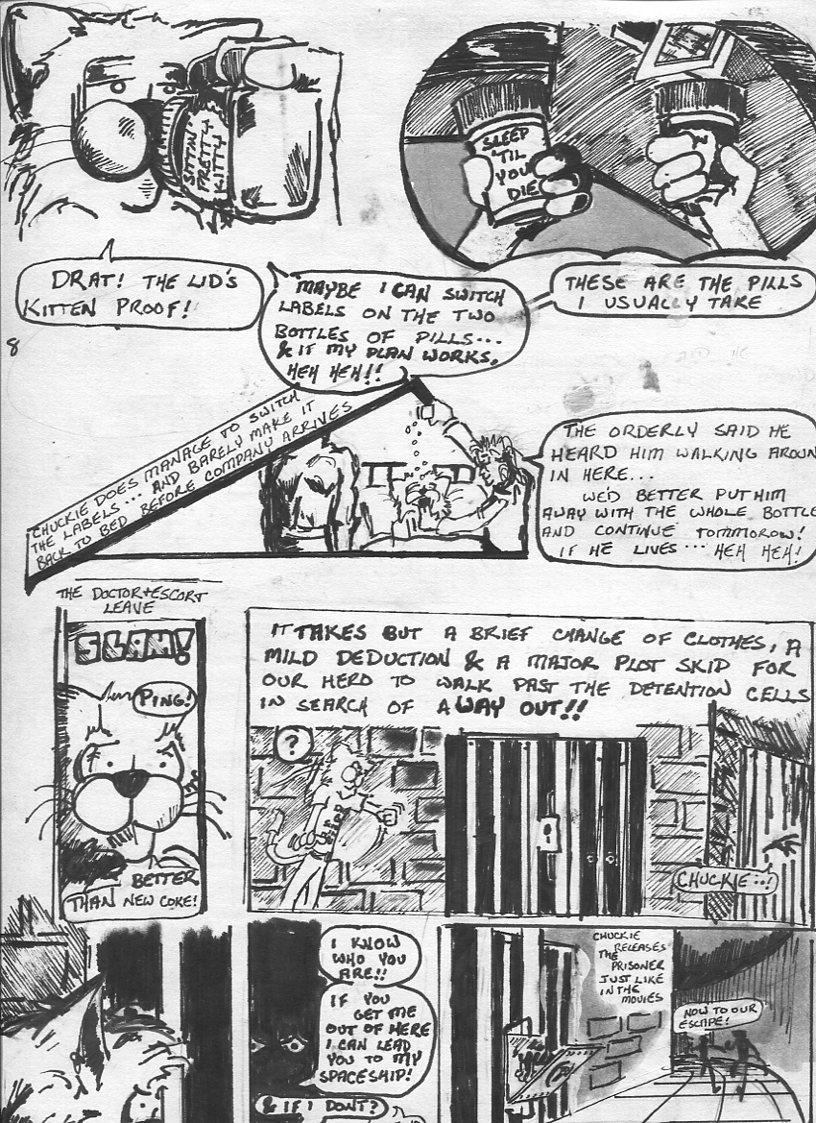 SITTIN'
PRETTY
KITTY
SLEEP
'TIL
YOU
DIE
DRAT! THE LID'S
KITTEN PROOF!
MAYBE I CAN SWITCH
LABELS ON THE TWO
BOTTLES OF PILLS...
& IF MY PLAN WORKS,
HEH HEH!!
THESE ARE THE PILLS
I USUALLY TAKE
8
CHUCKIE DOES MANAGE TO SWITCH
THE LABELS... AND BARELY MAKE IT
BACK TO BED BEFORE COMPANY ARRIVES
THE ORDERLY SAID HE
HEARD HIM WALKING AROUN
IN HERE...
WE'D BETTER PUT HIM
AWAY WITH THE WHOLE BOTTLE
AND CONTINUE TOMMOROW!
IF HE LIVES... HEH HEH!
THE DOCTOR+ESCORT
LEAVE
SLAM!
PING!
BETTER
THAN NEW COKE!
IT TAKES BUT A BRIEF CHANGE OF CLOTHES, A
MILD DEDUCTION & A MAJOR PLOT SKID FOR
OUR HERO TO WALK PAST THE DETENTION CELLS
IN SEARCH OF A WAY OUT!!
?
CHUCKIE...!
I KNOW
WHO YOU
ARE!!
IF YOU
GET ME
OUT OF HERE
I CAN LEAD
YOU TO MY
SPACESHIP!
& IF I DON'T?
CHUCKIE
RELEASES
THE
PRISONER
JUST LIKE
IN THE
MOVIES
NOW TO OUR
ESCAPE!